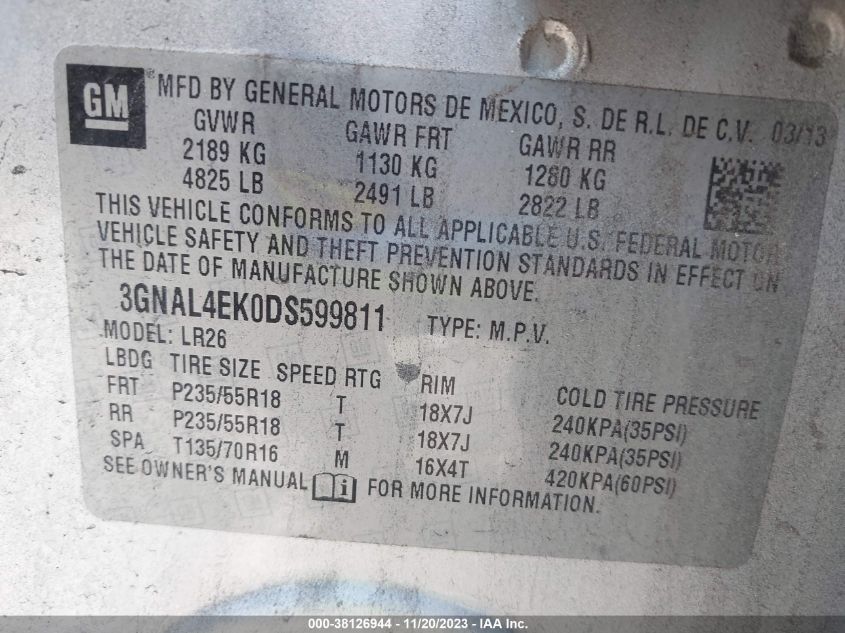 GM
® MFD BY GENERAL MOTORS DE MEXICO, S. DE R.L. DE C.V. 03/13
GVWR GAWR FRT GAWR RR
2189 KG 1130 KG 1280 KG
4825 LB 2491 LB 2822 LB
THIS VEHICLE CONFORMS TO ALL APPLICABLE U.S. FEDERAL MOTOR
VEHICLE SAFETY AND THEFT PREVENTION STANDARDS IN EFFECT ON
THE DATE OF MANUFACTURE SHOWN ABOVE.
3GNAL4EK0DS599811 TYPE: M.P.V.
MODEL: LR26
LBDG TIRE SIZE SPEED RTG RIM COLD TIRE PRESSURE
FRT P235/55R18 T 18X7J 240KPA(35PSI)
RR P235/55R18 T 18X7J 240KPA(35PSI)
SPA T135/70R16 M 16X4T 420KPA(60PSI)
SEE OWNER'S MANUAL i FOR MORE INFORMATION.
000-38126944 - 11/20/2023 - IAAI.COM